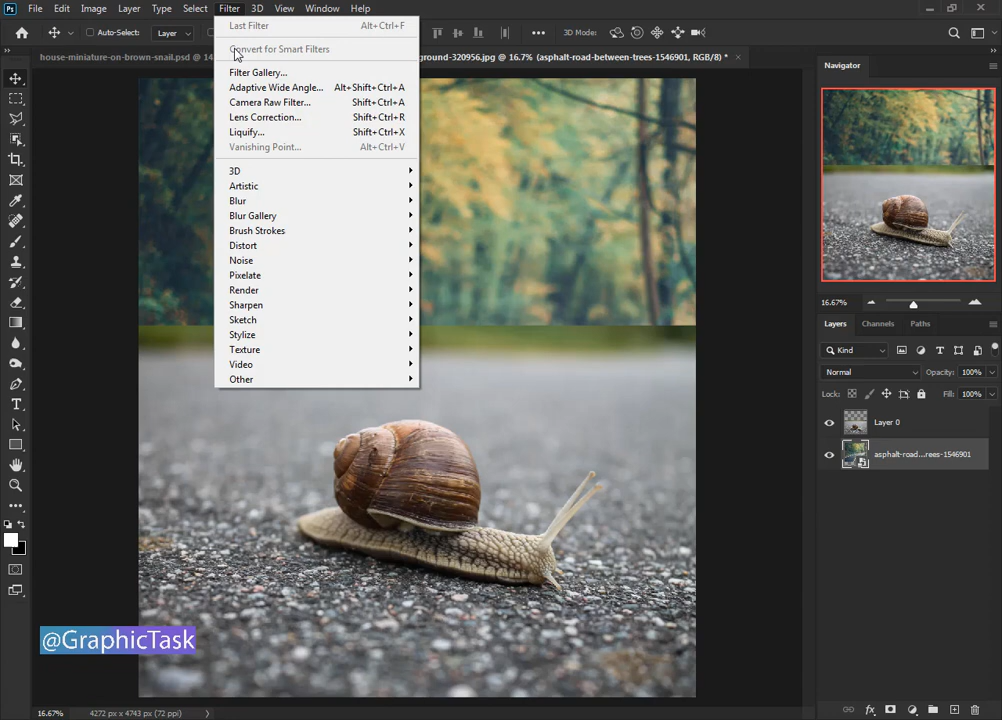 Ps File Edit Image Layer Type Select Filter 3D View Window Help
Auto-Select: Layer 3D Mode:
house-miniature-on-brown-snail.psd @ 14 ground-320956.jpg @ 16.7% (asphalt-road-between-trees-1546901, RGB/8) *
Last Filter Alt+Ctrl+F
Convert for Smart Filters
Filter Gallery...
Adaptive Wide Angle... Alt+Shift+Ctrl+A
Camera Raw Filter... Shift+Ctrl+A
Lens Correction... Shift+Ctrl+R
Liquify... Shift+Ctrl+X
Vanishing Point... Alt+Ctrl+V
3D
Artistic
Blur
Blur Gallery
Brush Strokes
Distort
Noise
Pixelate
Render
Sharpen
Sketch
Stylize
Texture
Video
Other
Navigator
16.67%
Layers Channels Paths
Kind
Normal Opacity: 100%
Lock: Fill: 100%
Layer 0
asphalt-road...rees-1546901
@GraphicTask
16.67% 4272 px x 4743 px (72 ppi)